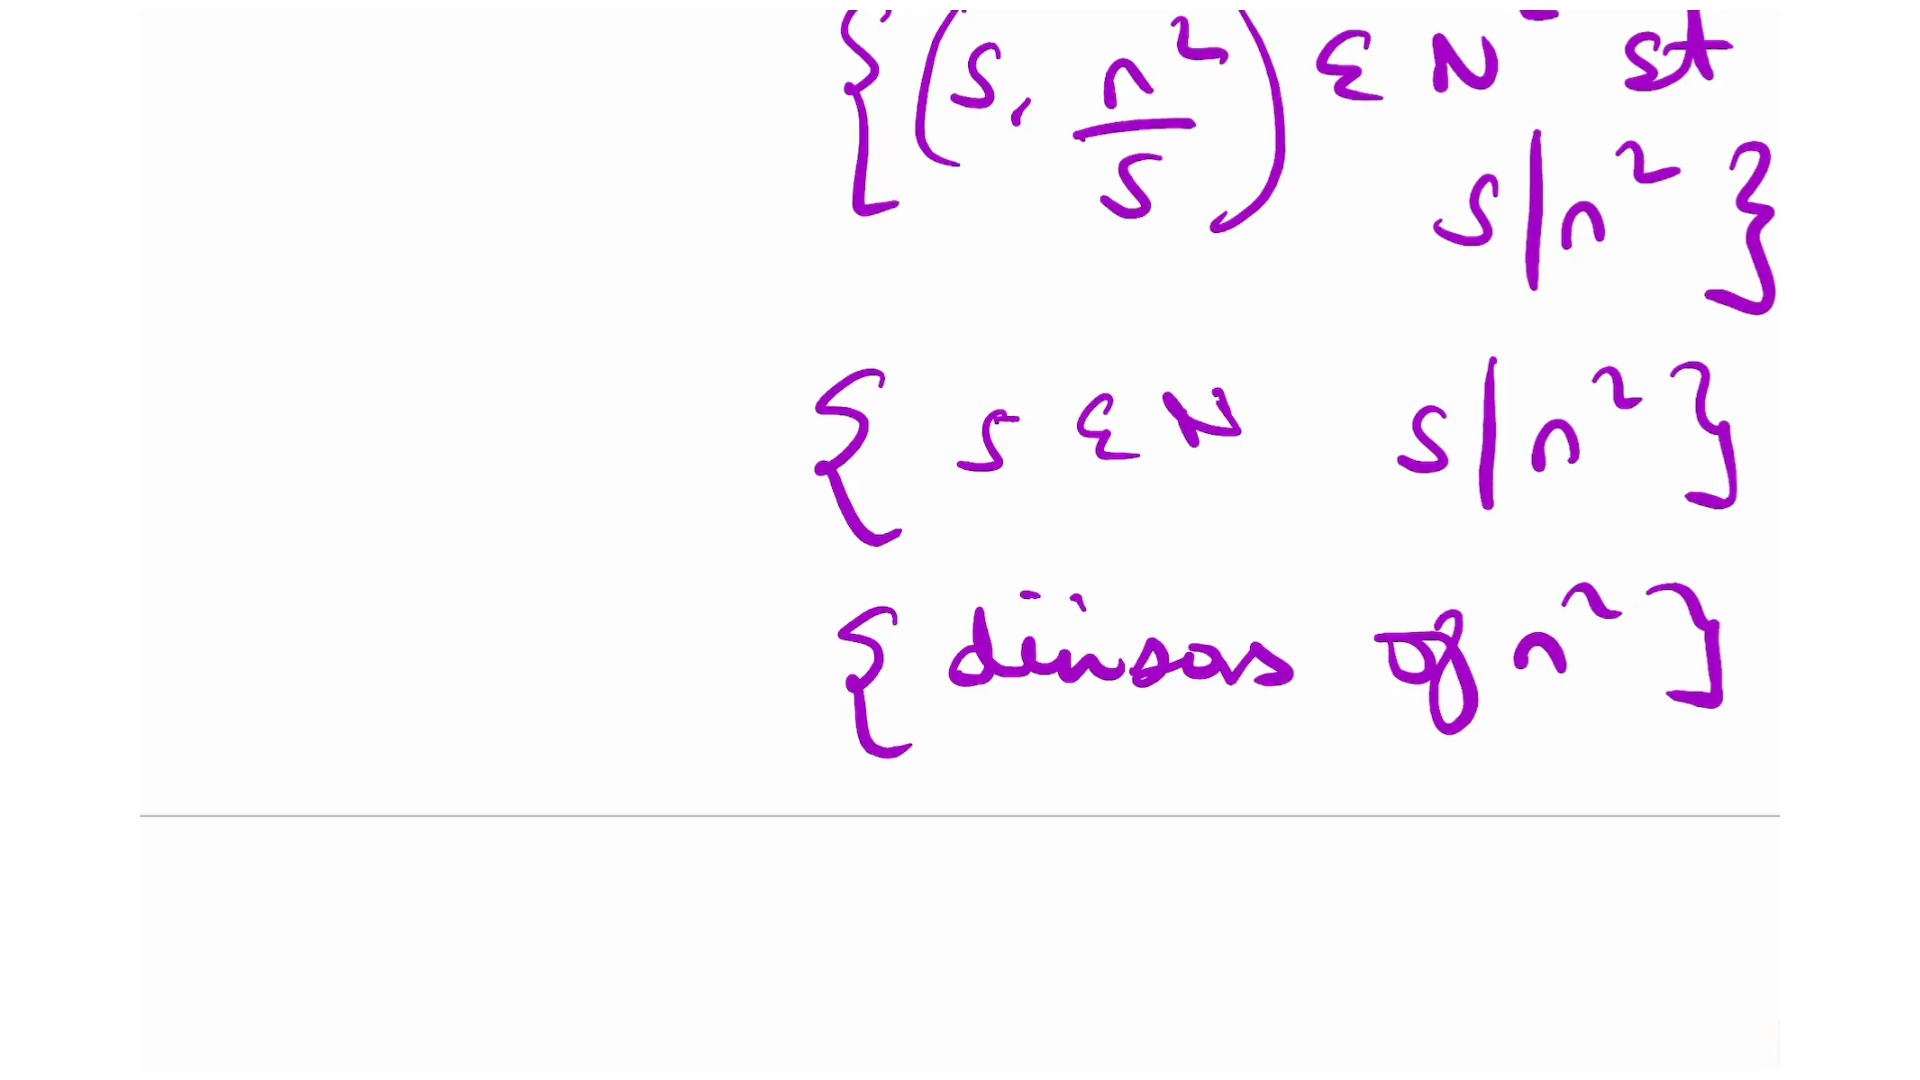 {(s, n²/s) ∈ N² st
s|n²}
{ s ∈ N s|n²}
{ divisors of n²}